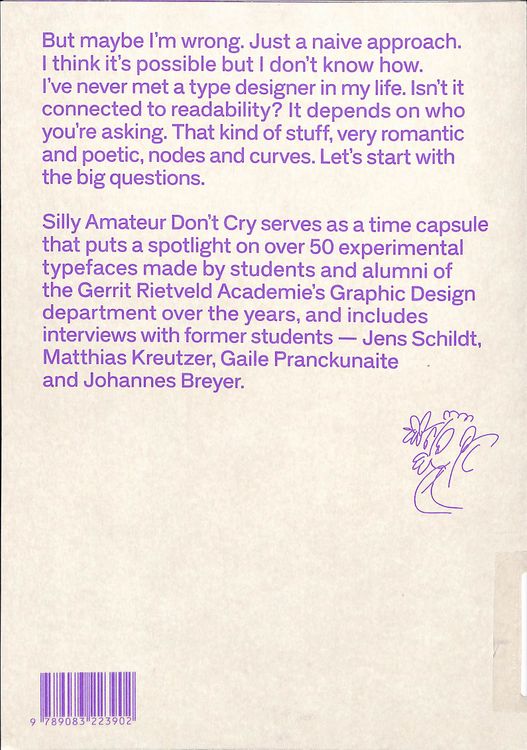 But maybe I'm wrong. Just a naive approach.
I think it's possible but I don't know how.
I've never met a type designer in my life. Isn't it
connected to readability? It depends on who
you're asking. That kind of stuff, very romantic
and poetic, nodes and curves. Let's start with
the big questions.
Silly Amateur Don't Cry serves as a time capsule
that puts a spotlight on over 50 experimental
typefaces made by students and alumni of
the Gerrit Rietveld Academie's Graphic Design
department over the years, and includes
interviews with former students — Jens Schildt,
Matthias Kreutzer, Gaile Pranckunaite
and Johannes Breyer.
9 789083 223902